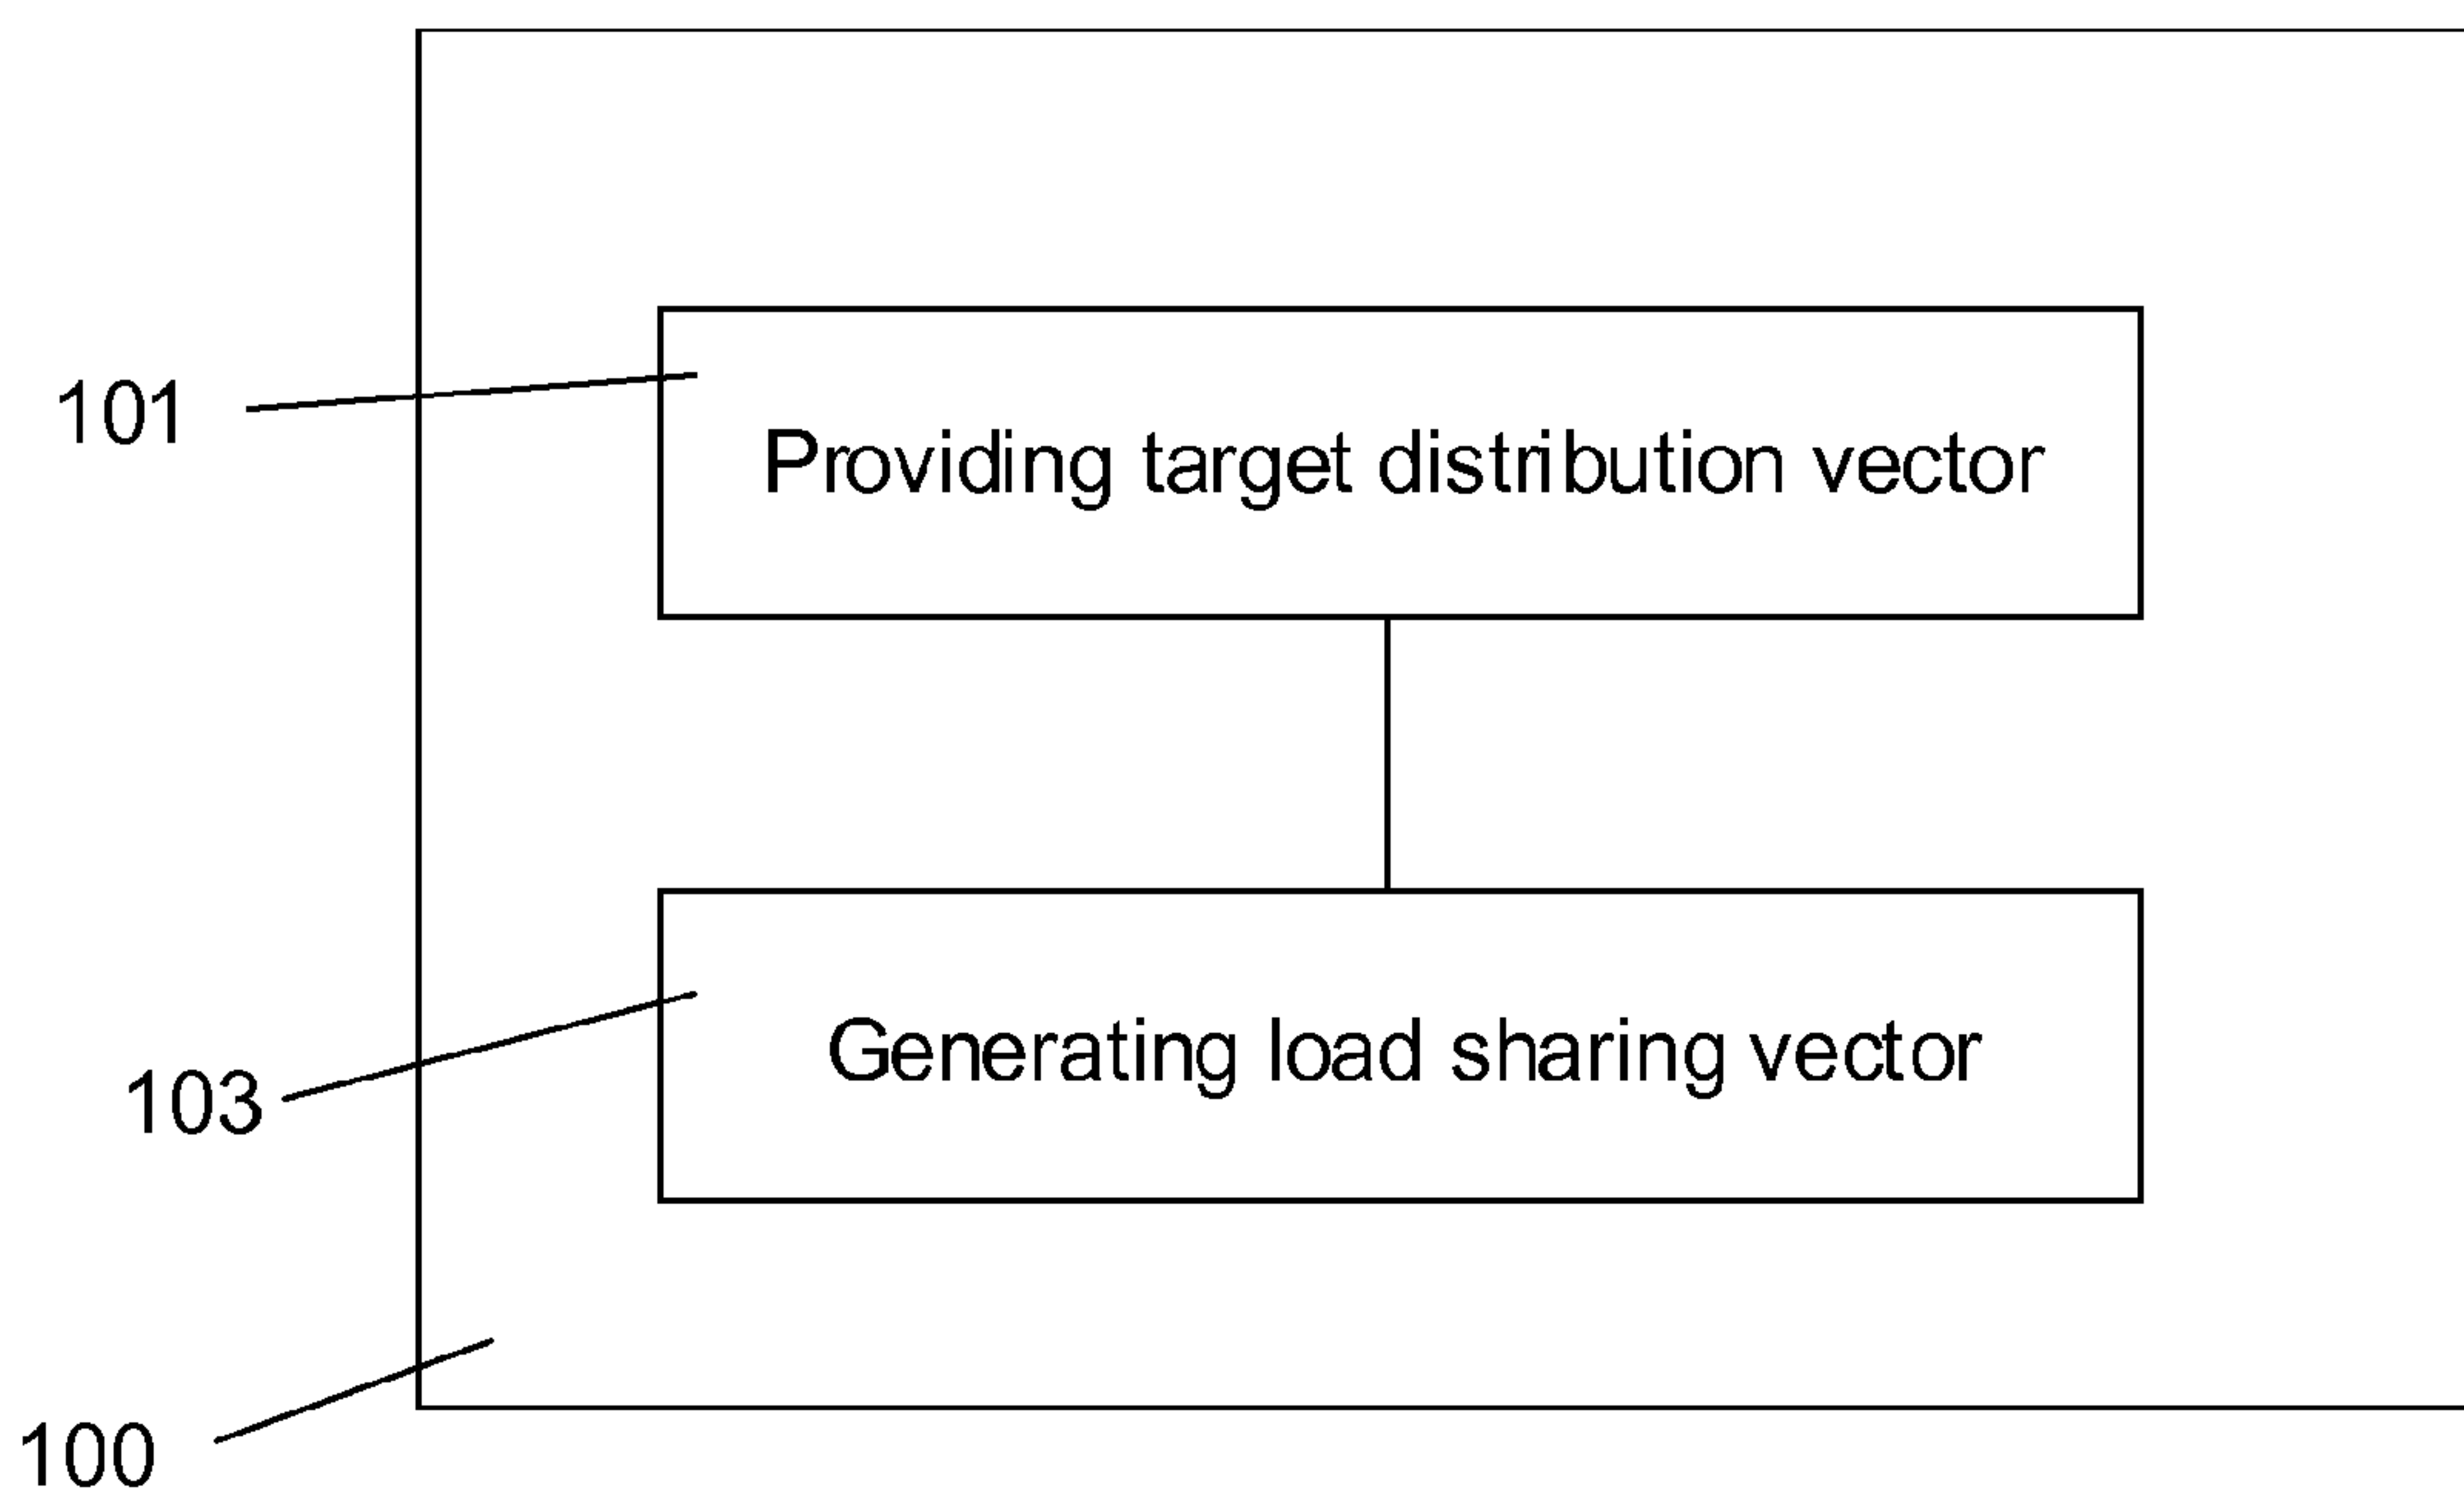 101
Providing target distribution vector
Generating load sharing vector
103
100